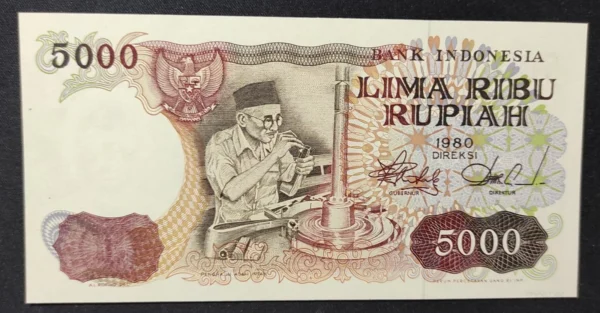 5000
BANK INDONESIA
LIMA RIBU
RUPIAH
1980
DIREKSI
GUBERNUR
DIREKTUR
5000